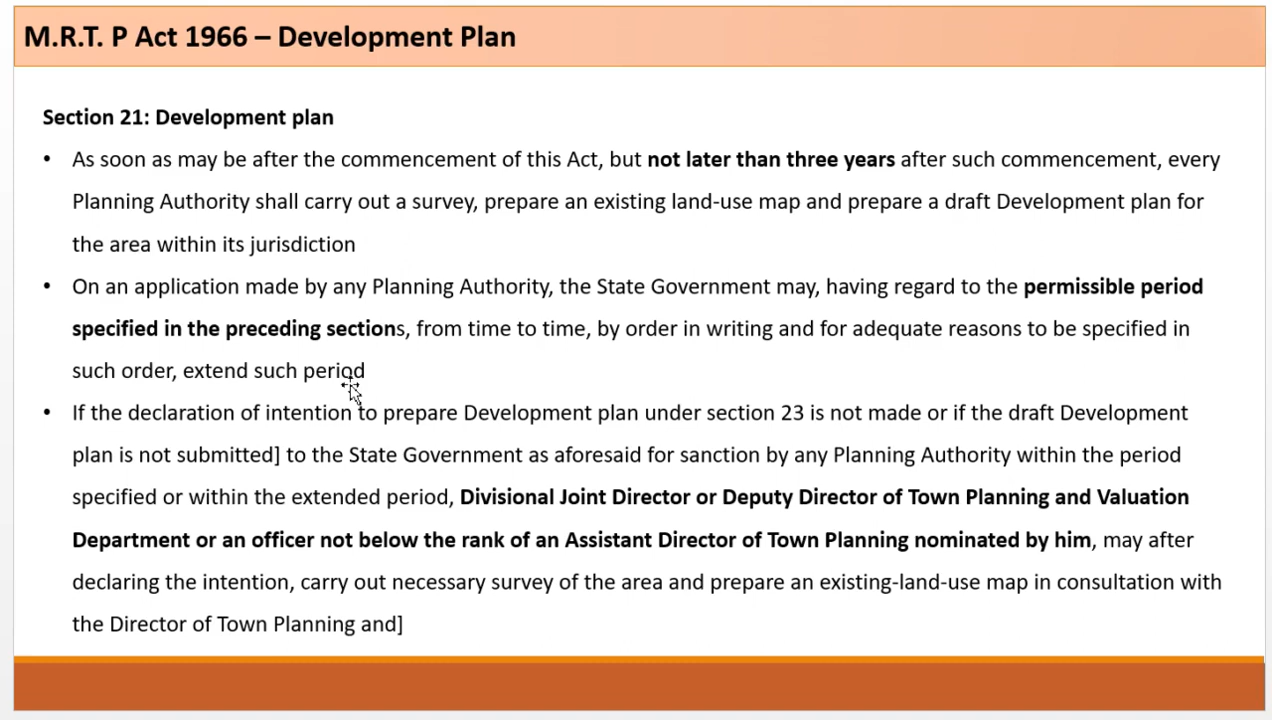 M.R.T. P Act 1966 – Development Plan
Section 21: Development plan
• As soon as may be after the commencement of this Act, but not later than three years after such commencement, every
Planning Authority shall carry out a survey, prepare an existing land-use map and prepare a draft Development plan for
the area within its jurisdiction
• On an application made by any Planning Authority, the State Government may, having regard to the permissible period
specified in the preceding sections, from time to time, by order in writing and for adequate reasons to be specified in
such order, extend such period
• If the declaration of intention to prepare Development plan under section 23 is not made or if the draft Development
plan is not submitted] to the State Government as aforesaid for sanction by any Planning Authority within the period
specified or within the extended period, Divisional Joint Director or Deputy Director of Town Planning and Valuation
Department or an officer not below the rank of an Assistant Director of Town Planning nominated by him, may after
declaring the intention, carry out necessary survey of the area and prepare an existing-land-use map in consultation with
the Director of Town Planning and]